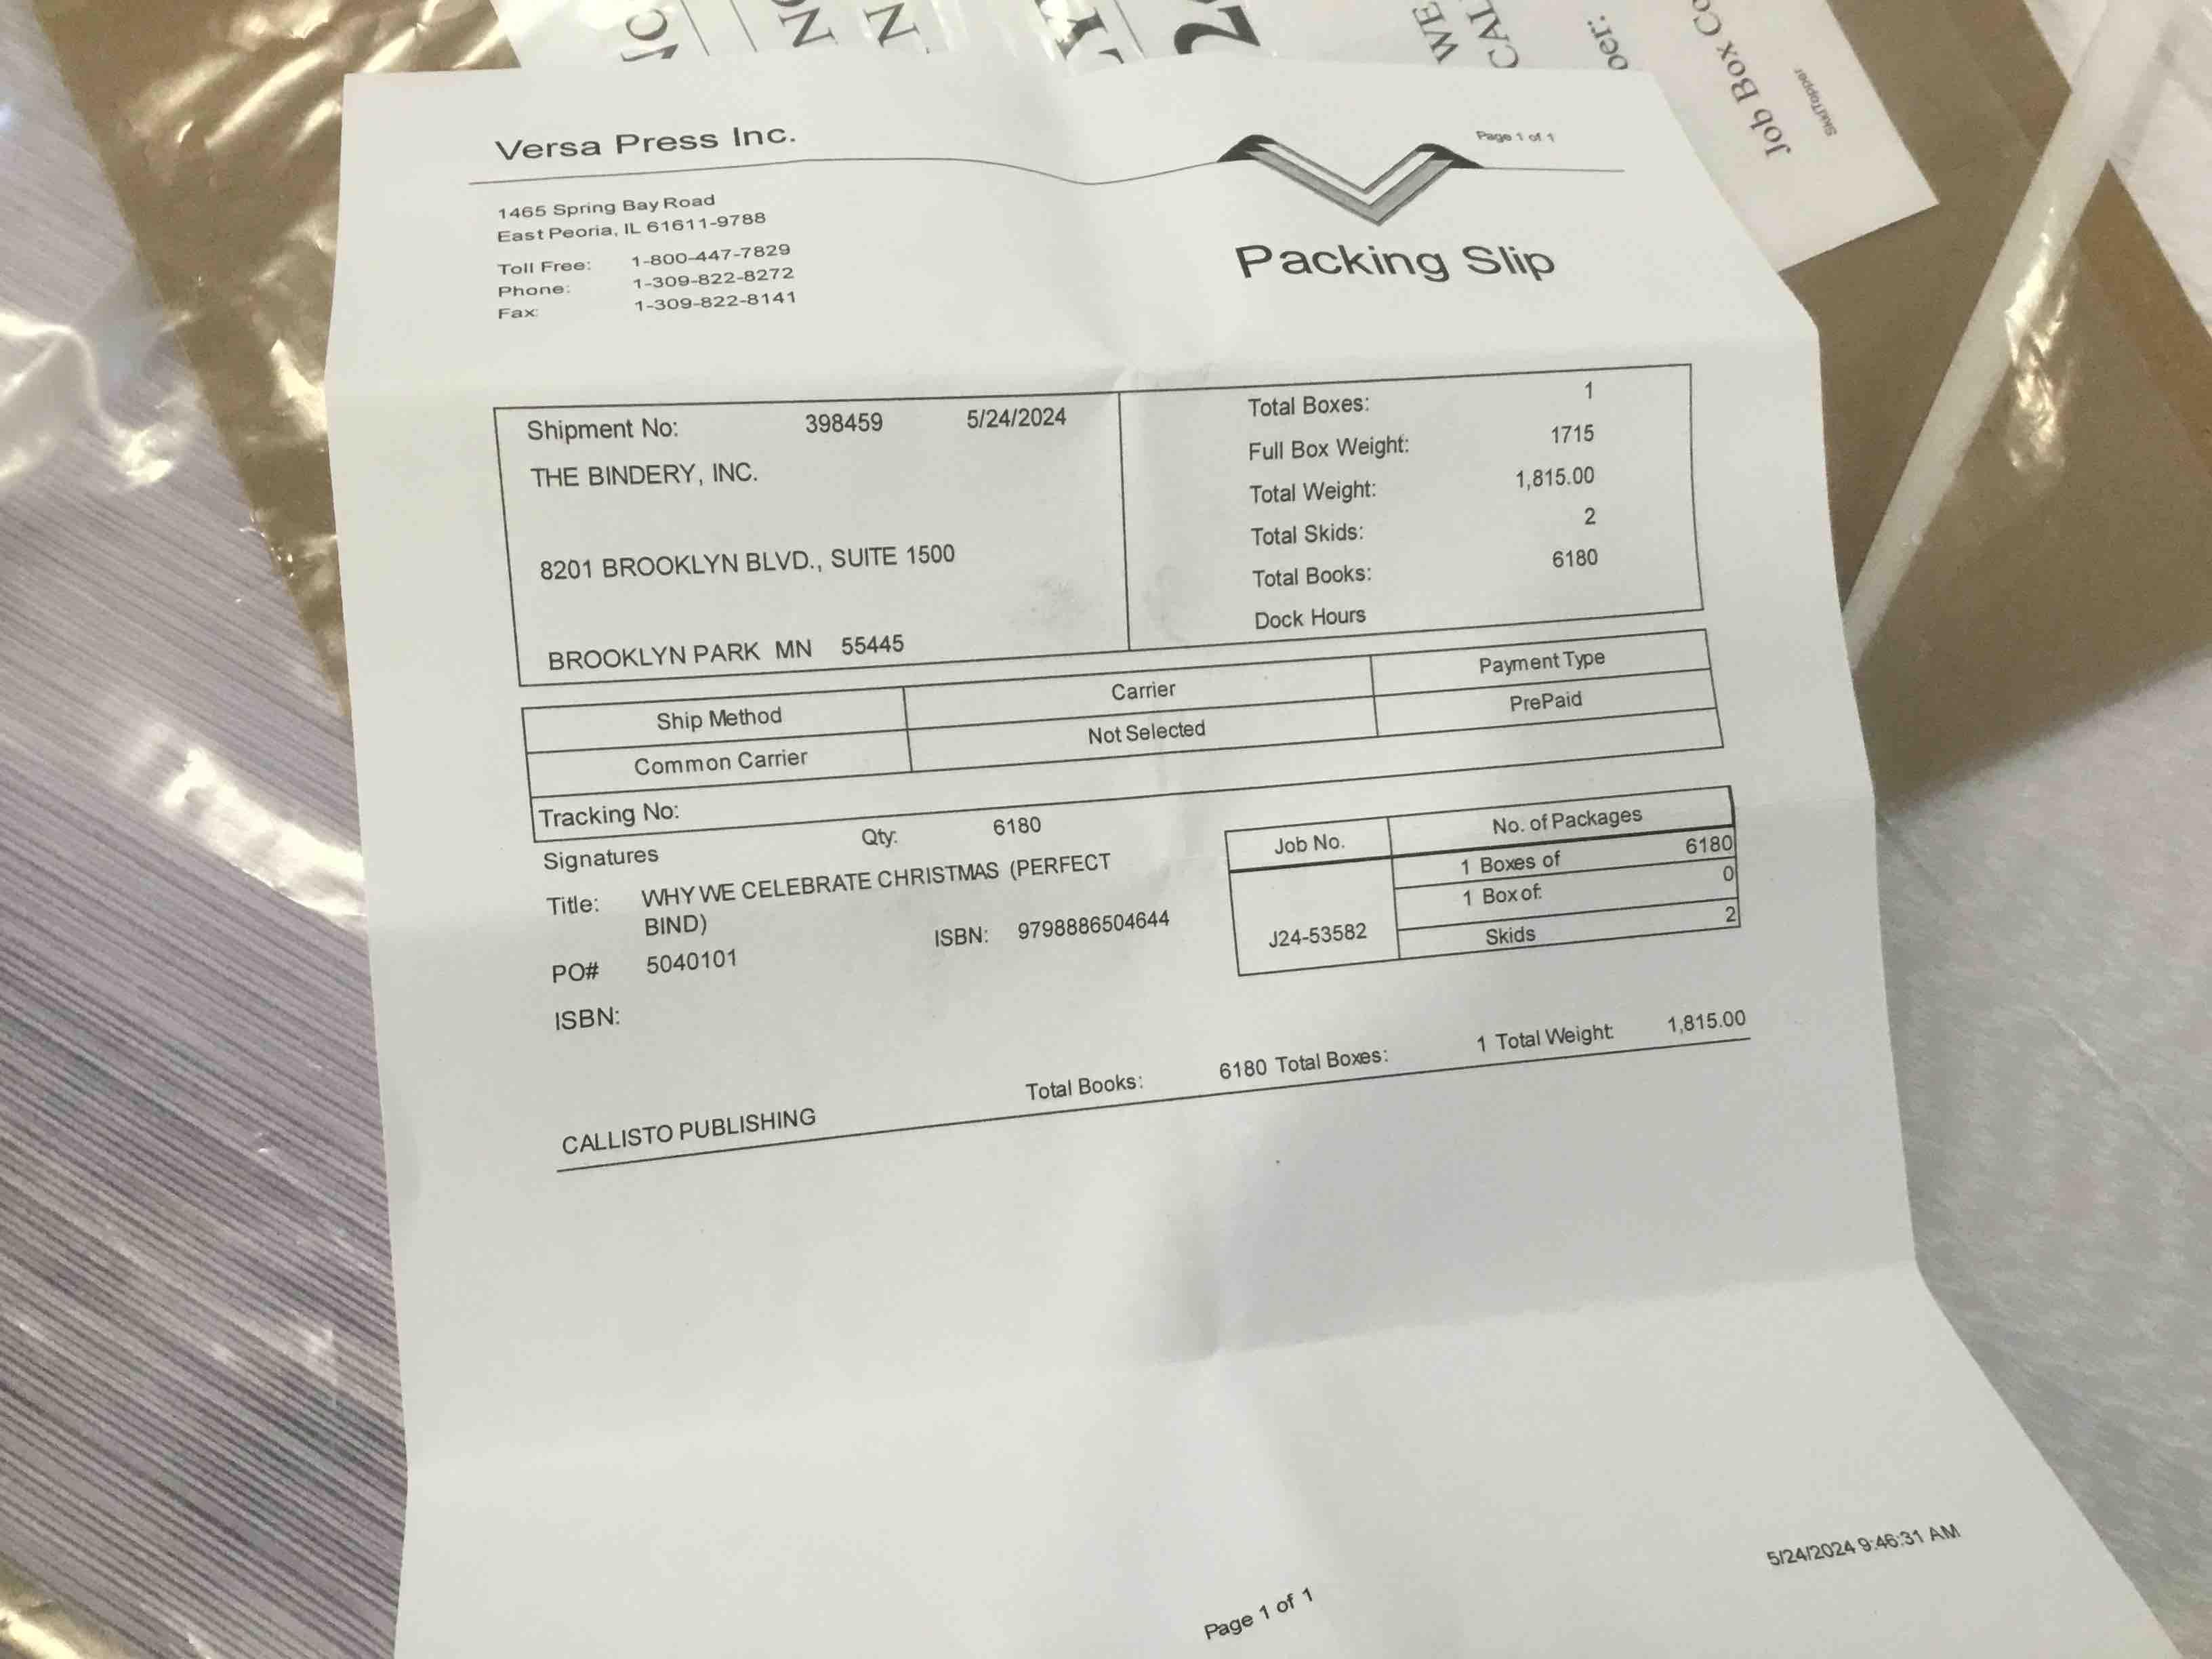 WE
CAL
Job Box Co
SkidTopper
Versa Press Inc.
Page 1 of 1
1465 Spring Bay Road
East Peoria, IL 61611-9788
Toll Free: 1-800-447-7829
Phone: 1-309-822-8272
Fax: 1-309-822-8141
Packing Slip
Shipment No: 398459 5/24/2024
THE BINDERY, INC.
8201 BROOKLYN BLVD., SUITE 1500
BROOKLYN PARK MN 55445
Total Boxes: 1
Full Box Weight: 1715
Total Weight: 1,815.00
Total Skids: 2
Total Books: 6180
Dock Hours
Ship Method Carrier Payment Type
Common Carrier Not Selected PrePaid
Tracking No:
Signatures Qty: 6180
Title: WHY WE CELEBRATE CHRISTMAS (PERFECT
BIND)
ISBN: 9798886504644
PO# 5040101
ISBN:
Job No. No. of Packages
1 Boxes of 6180
1 Box of: 0
J24-53582 Skids 2
Total Books: 6180 Total Boxes: 1 Total Weight: 1,815.00
CALLISTO PUBLISHING
5/24/2024 9:46:31 AM
Page 1 of 1